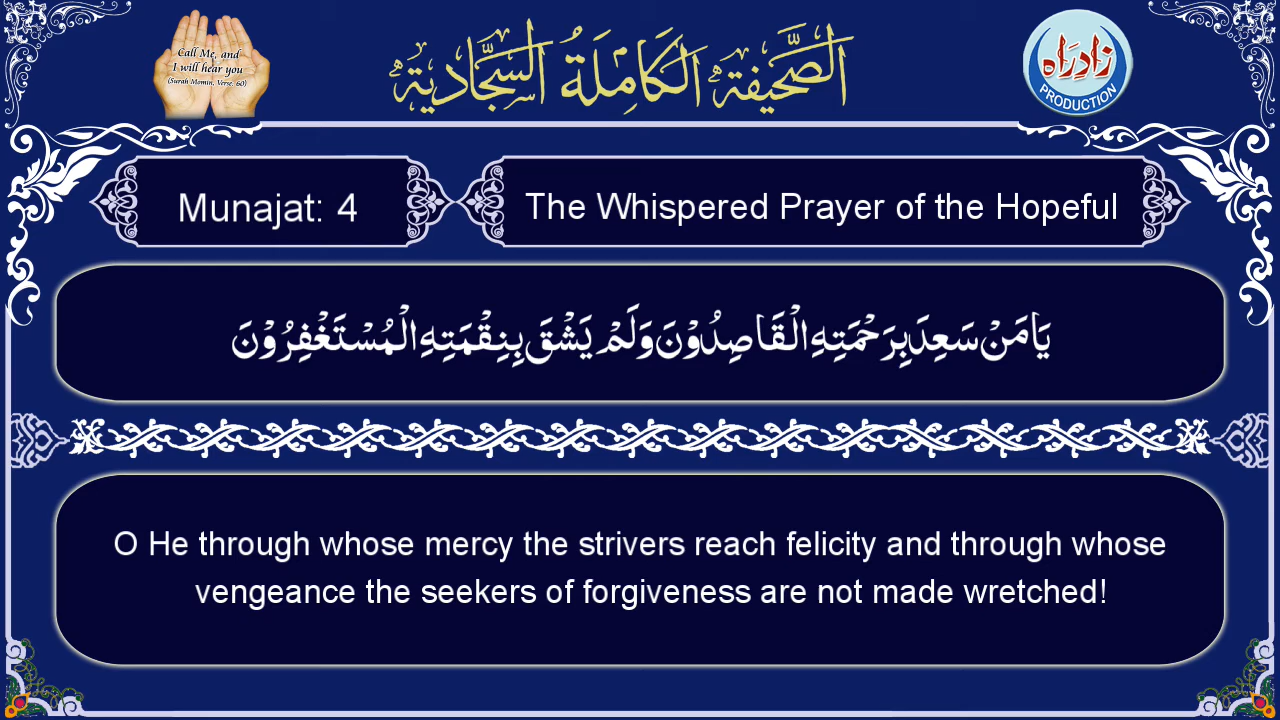 Call Me, and
I will hear you
(Surah Momin, Verse. 60)
الصَّحِيفَةُ الكَامِلَةُ السَّجَّادِيَةُ
زادِرَاه
PRODUCTION
Munajat: 4
The Whispered Prayer of the Hopeful
يَا مَنْ سَعِدَ بِرَحْمَتِهِ الْقَاصِدُوْنَ وَلَمْ يَشْقَ بِنِقْمَتِهِ الْمُسْتَغْفِرُوْنَ
O He through whose mercy the strivers reach felicity and through whose
vengeance the seekers of forgiveness are not made wretched!